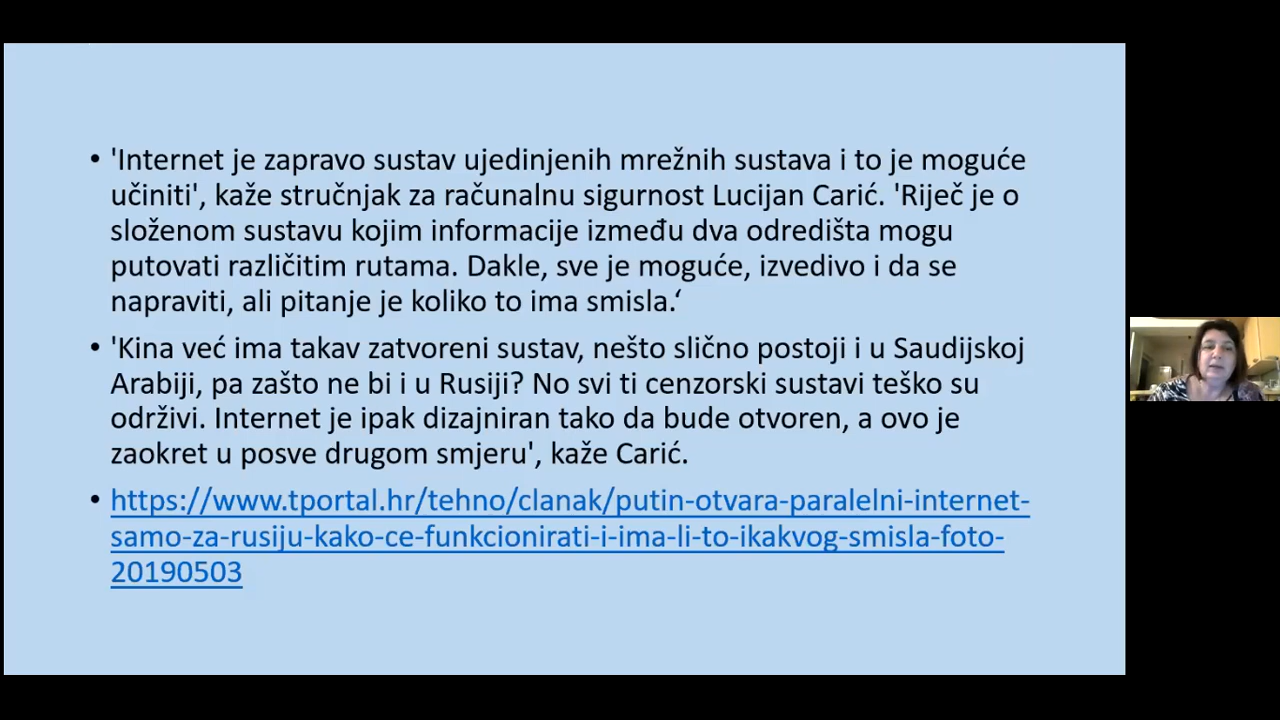 • 'Internet je zapravo sustav ujedinjenih mrežnih sustava i to je moguće
učiniti', kaže stručnjak za računalnu sigurnost Lucijan Carić. 'Riječ je o
složenom sustavu kojim informacije između dva odredišta mogu
putovati različitim rutama. Dakle, sve je moguće, izvedivo i da se
napraviti, ali pitanje je koliko to ima smisla.‘
• 'Kina već ima takav zatvoreni sustav, nešto slično postoji i u Saudijskoj
Arabiji, pa zašto ne bi i u Rusiji? No svi ti cenzorski sustavi teško su
održivi. Internet je ipak dizajniran tako da bude otvoren, a ovo je
zaokret u posve drugom smjeru', kaže Carić.
• https://www.tportal.hr/tehno/clanak/putin-otvara-paralelni-internet-
samo-za-rusiju-kako-ce-funkcionirati-i-ima-li-to-ikakvog-smisla-foto-
20190503